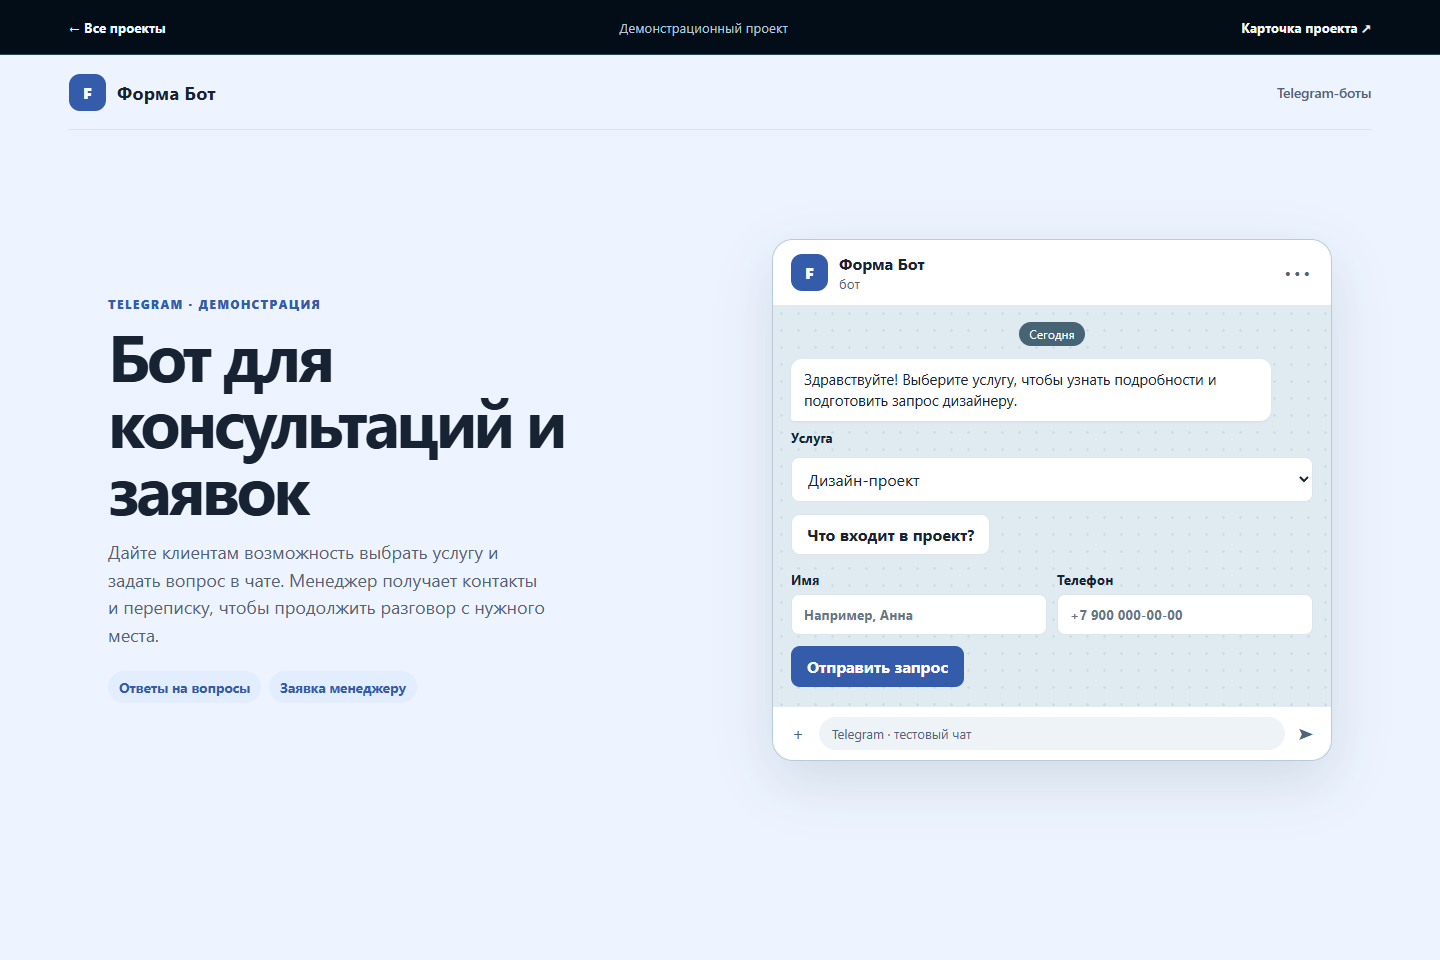 ← Все проекты
Демонстрационный проект
Карточка проекта ↗
F
Форма Бот
Telegram-боты
TELEGRAM · ДЕМОНСТРАЦИЯ
Бот для
консультаций и
заявок
Дайте клиентам возможность выбрать услугу и
задать вопрос в чате. Менеджер получает контакты
и переписку, чтобы продолжить разговор с нужного
места.
Ответы на вопросы
Заявка менеджеру
F
Форма Бот
бот
Сегодня
Здравствуйте! Выберите услугу, чтобы узнать подробности и
подготовить запрос дизайнеру.
Услуга
Дизайн-проект
Что входит в проект?
Имя
Телефон
Например, Анна
+7 900 000-00-00
Отправить запрос
+
Telegram · тестовый чат